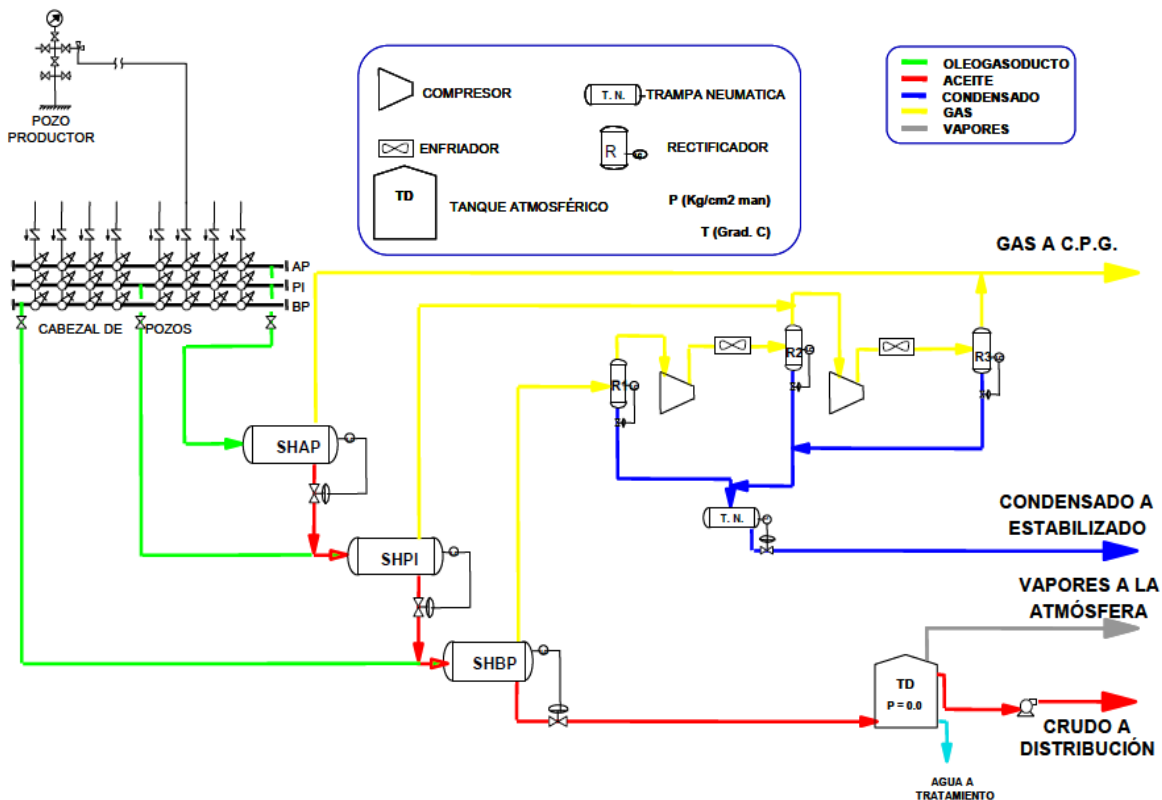 POZO
PRODUCTOR
COMPRESOR
T. N.
TRAMPA NEUMATICA
ENFRIADOR
R
RECTIFICADOR
TD
TANQUE ATMOSFÉRICO
P (Kg/cm2 man)
T (Grad. C)
OLEOGASODUCTO
ACEITE
CONDENSADO
GAS
VAPORES
AP
PI
BP
CABEZAL DE POZOS
GAS A C.P.G.
R1
R2
R3
SHAP
T. N.
CONDENSADO A
ESTABILIZADO
SHPI
VAPORES A LA
ATMÓSFERA
SHBP
TD
P = 0.0
CRUDO A
DISTRIBUCIÓN
AGUA A
TRATAMIENTO